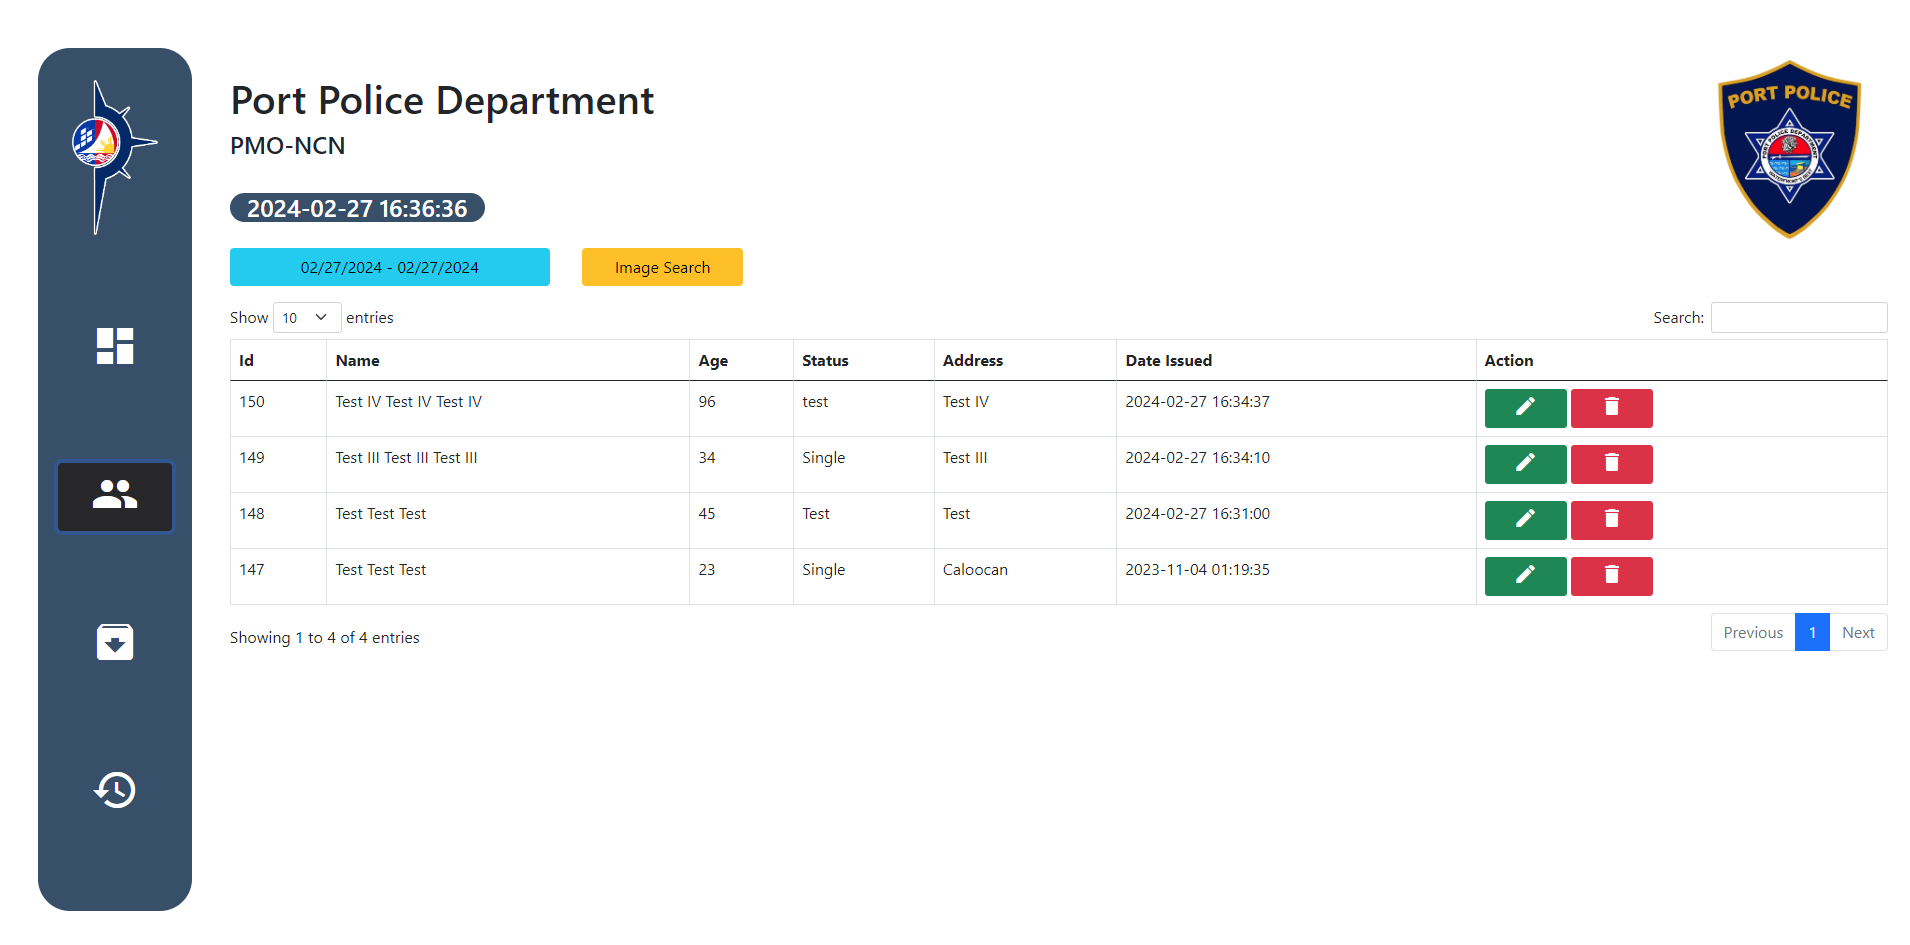 Port Police Department
PMO-NCN
PORT POLICE
2024-02-27 16:36:36
02/27/2024 - 02/27/2024 Image Search
Show 10 entries Search:
Id Name Age Status Address Date Issued Action
150 Test IV Test IV Test IV 96 test Test IV 2024-02-27 16:34:37
149 Test III Test III Test III 34 Single Test III 2024-02-27 16:34:10
148 Test Test Test 45 Test Test 2024-02-27 16:31:00
147 Test Test Test 23 Single Caloocan 2023-11-04 01:19:35
Showing 1 to 4 of 4 entries Previous 1 Next